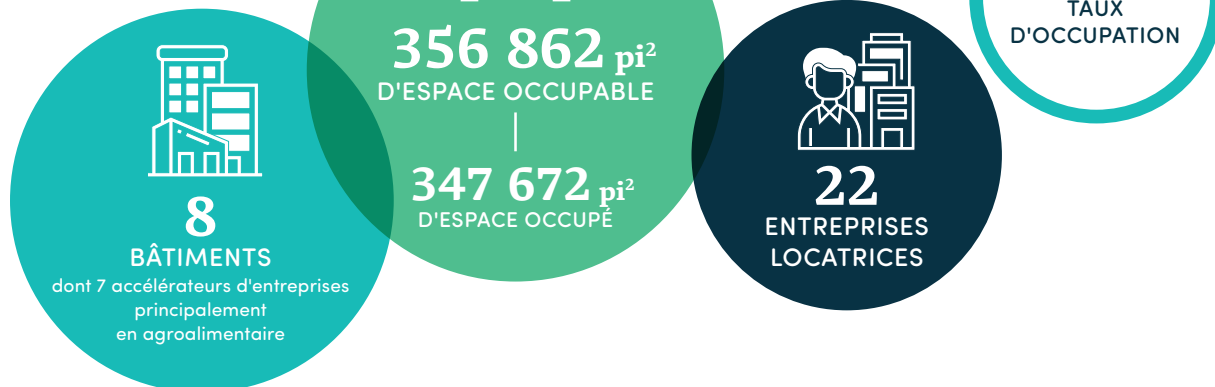 356 862 pi²
D'ESPACE OCCUPABLE
347 672 pi²
D'ESPACE OCCUPÉ
8
BÂTIMENTS
dont 7 accélérateurs d'entreprises
principalement
en agroalimentaire
22
ENTREPRISES
LOCATRICES
TAUX
D'OCCUPATION